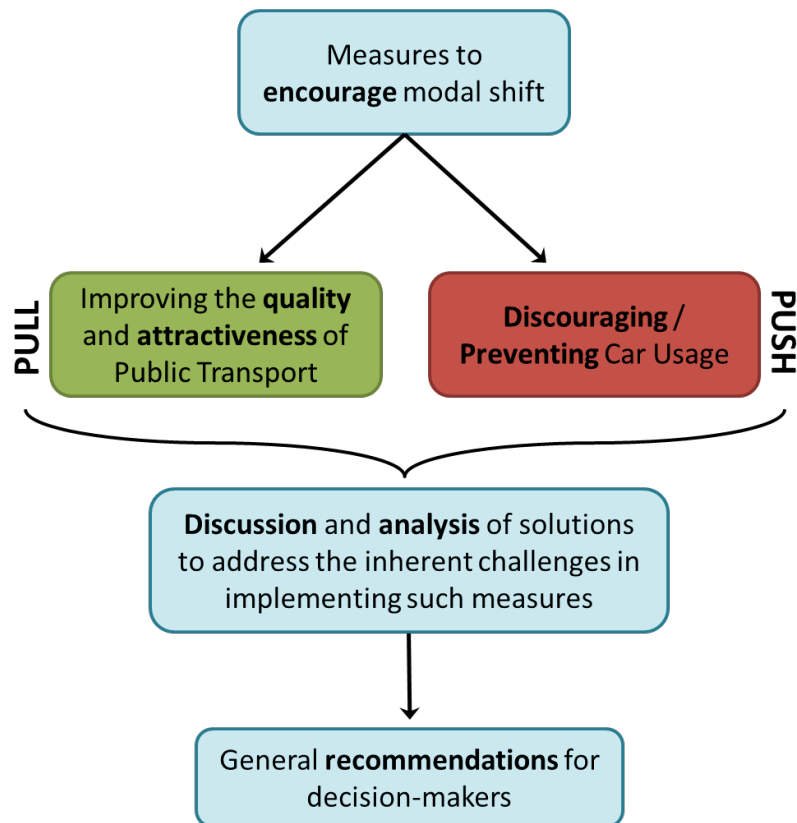 Measures to
encourage modal shift
PULL
Improving the quality
and attractiveness of
Public Transport
Discouraging /
Preventing Car Usage
PUSH
Discussion and analysis of solutions
to address the inherent challenges in
implementing such measures
General recommendations for
decision-makers